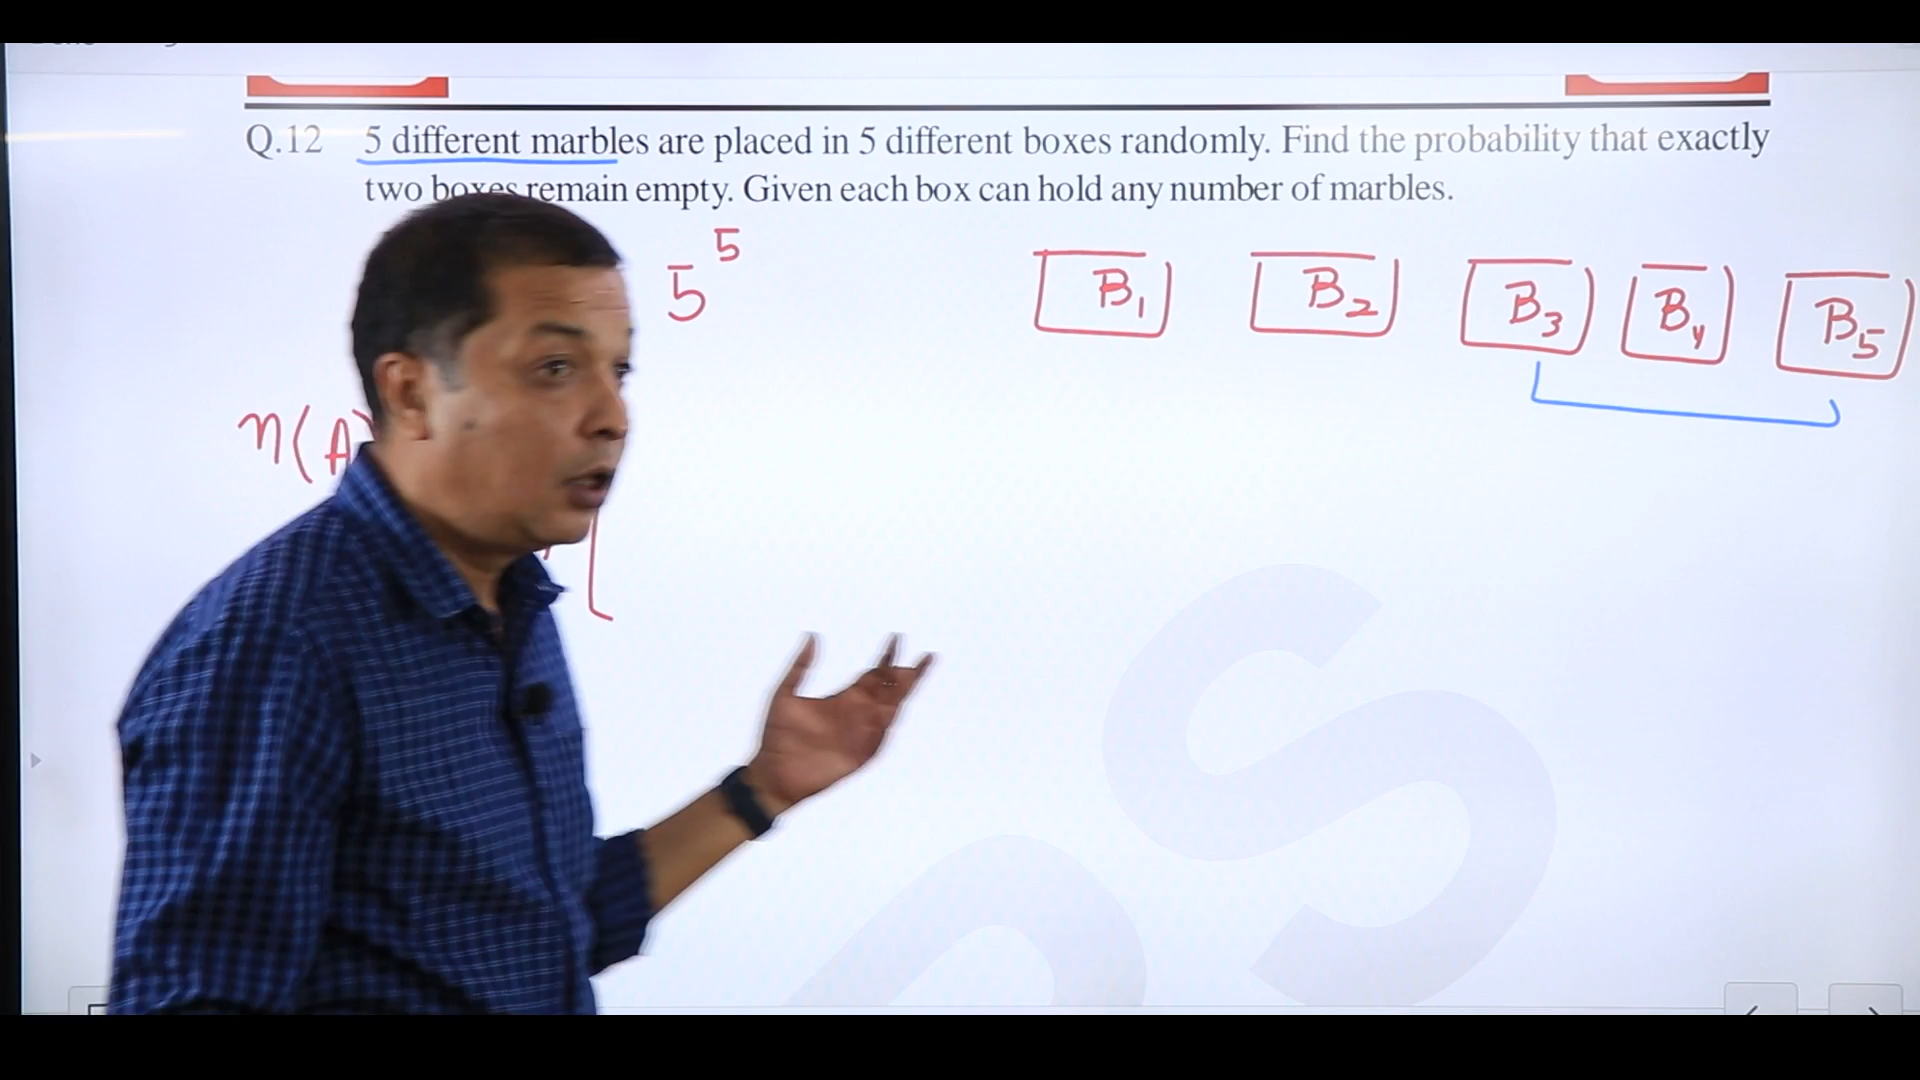 Q.12 5 different marbles are placed in 5 different boxes randomly. Find the probability that exactly
two boxes remain empty. Given each box can hold any number of marbles.
5^5
B1 B2 B3 B4 B5
n(A)